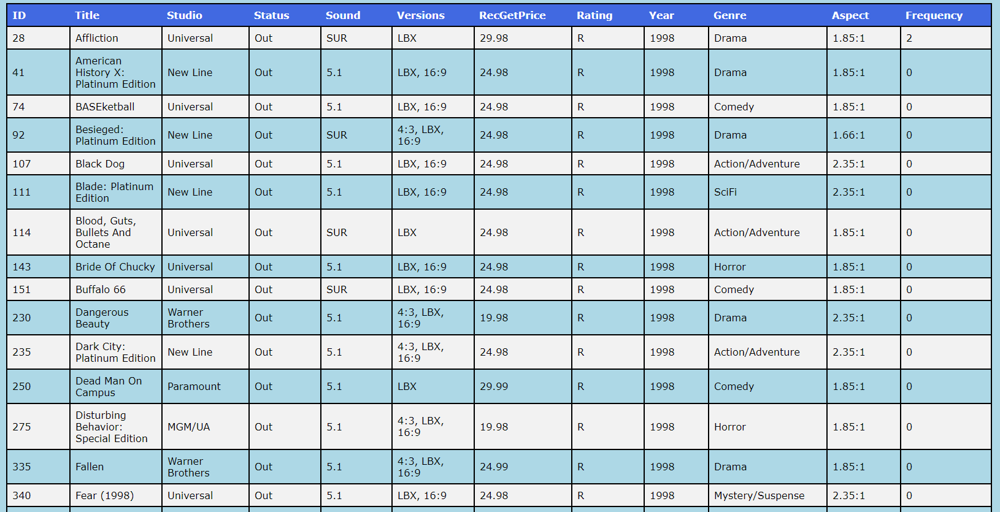 ID Title Studio Status Sound Versions RecGetPrice Rating Year Genre Aspect Frequency
28 Affliction Universal Out SUR LBX 29.98 R 1998 Drama 1.85:1 2
41 American History X: Platinum Edition New Line Out 5.1 LBX, 16:9 24.98 R 1998 Drama 1.85:1 0
74 BASEketball Universal Out 5.1 LBX, 16:9 24.98 R 1998 Comedy 1.85:1 0
92 Besieged: Platinum Edition New Line Out SUR 4:3, LBX, 16:9 24.98 R 1998 Drama 1.66:1 0
107 Black Dog Universal Out 5.1 LBX, 16:9 24.98 R 1998 Action/Adventure 2.35:1 0
111 Blade: Platinum Edition New Line Out 5.1 LBX, 16:9 24.98 R 1998 SciFi 2.35:1 0
114 Blood, Guts, Bullets And Octane Universal Out SUR LBX 24.98 R 1998 Action/Adventure 1.85:1 0
143 Bride Of Chucky Universal Out 5.1 LBX, 16:9 24.98 R 1998 Horror 1.85:1 0
151 Buffalo 66 Universal Out SUR LBX, 16:9 24.98 R 1998 Comedy 1.85:1 0
230 Dangerous Beauty Warner Brothers Out 5.1 4:3, LBX, 16:9 19.98 R 1998 Drama 2.35:1 0
235 Dark City: Platinum Edition New Line Out 5.1 4:3, LBX, 16:9 24.98 R 1998 Action/Adventure 2.35:1 0
250 Dead Man On Campus Paramount Out 5.1 LBX 29.99 R 1998 Comedy 1.85:1 0
275 Disturbing Behavior: Special Edition MGM/UA Out 5.1 4:3, LBX, 16:9 19.98 R 1998 Horror 1.85:1 0
335 Fallen Warner Brothers Out 5.1 4:3, LBX, 16:9 24.99 R 1998 Drama 1.85:1 0
340 Fear (1998) Universal Out 5.1 LBX, 16:9 24.98 R 1998 Mystery/Suspense 2.35:1 0